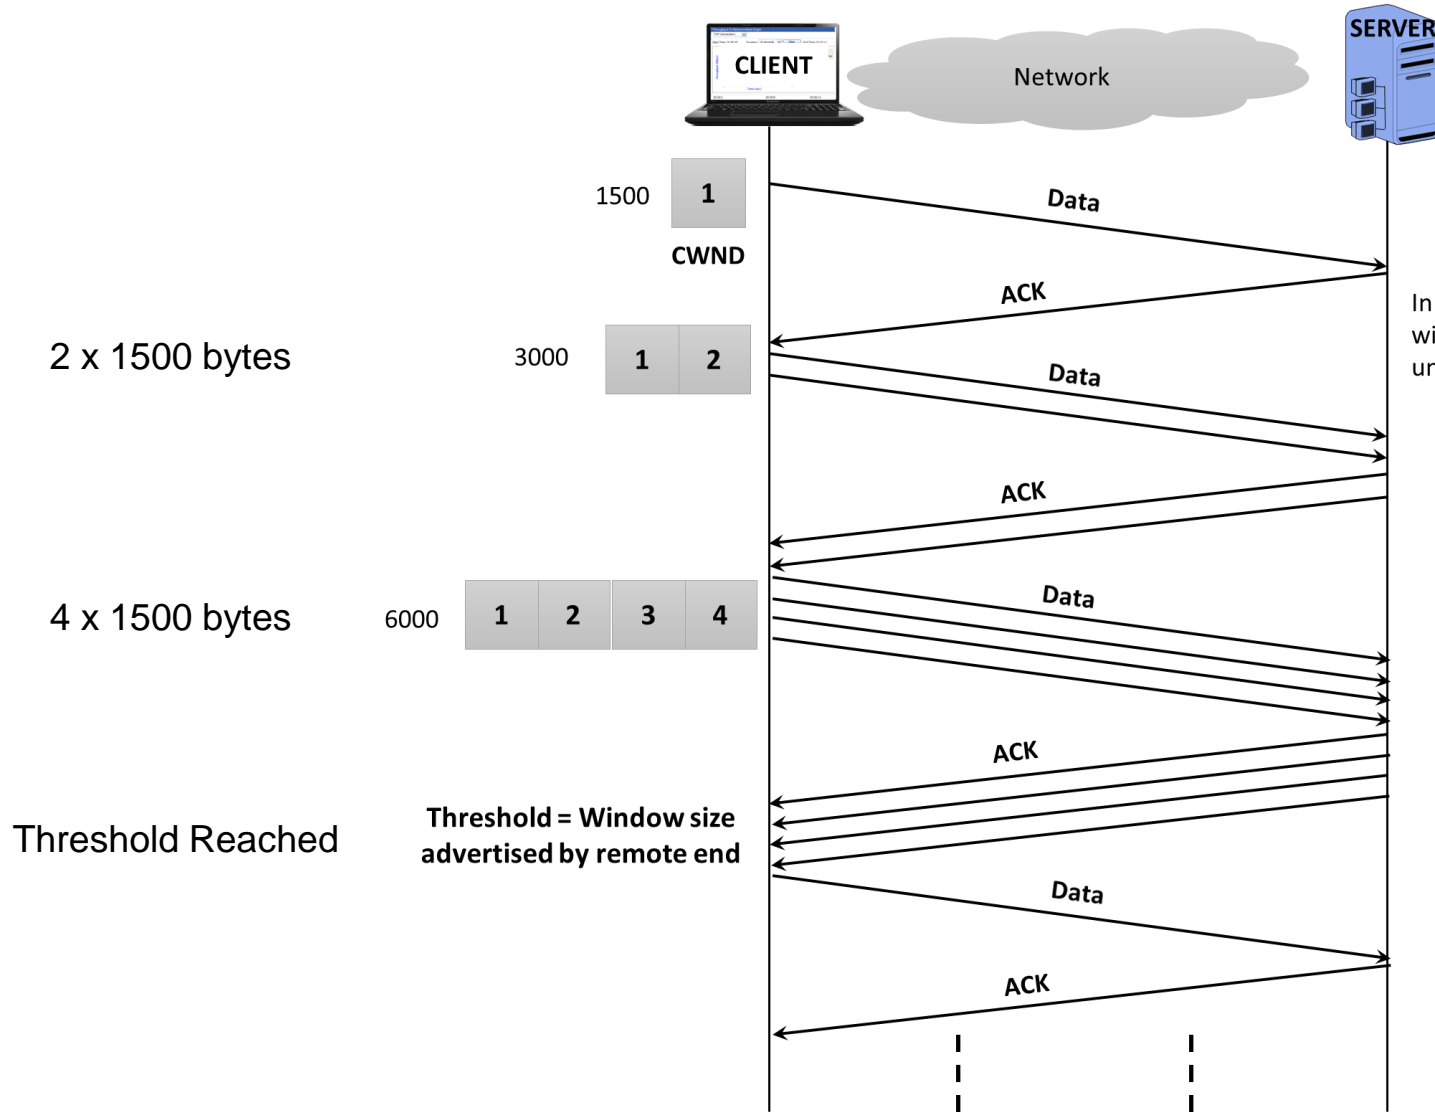 CLIENT
Network
SERVER
1500
1
Data
CWND
ACK
In
wi
un
2 x 1500 bytes
3000
1 2
Data
ACK
4 x 1500 bytes
6000
1 2 3 4
Data
ACK
Threshold Reached
Threshold = Window size
advertised by remote end
Data
ACK